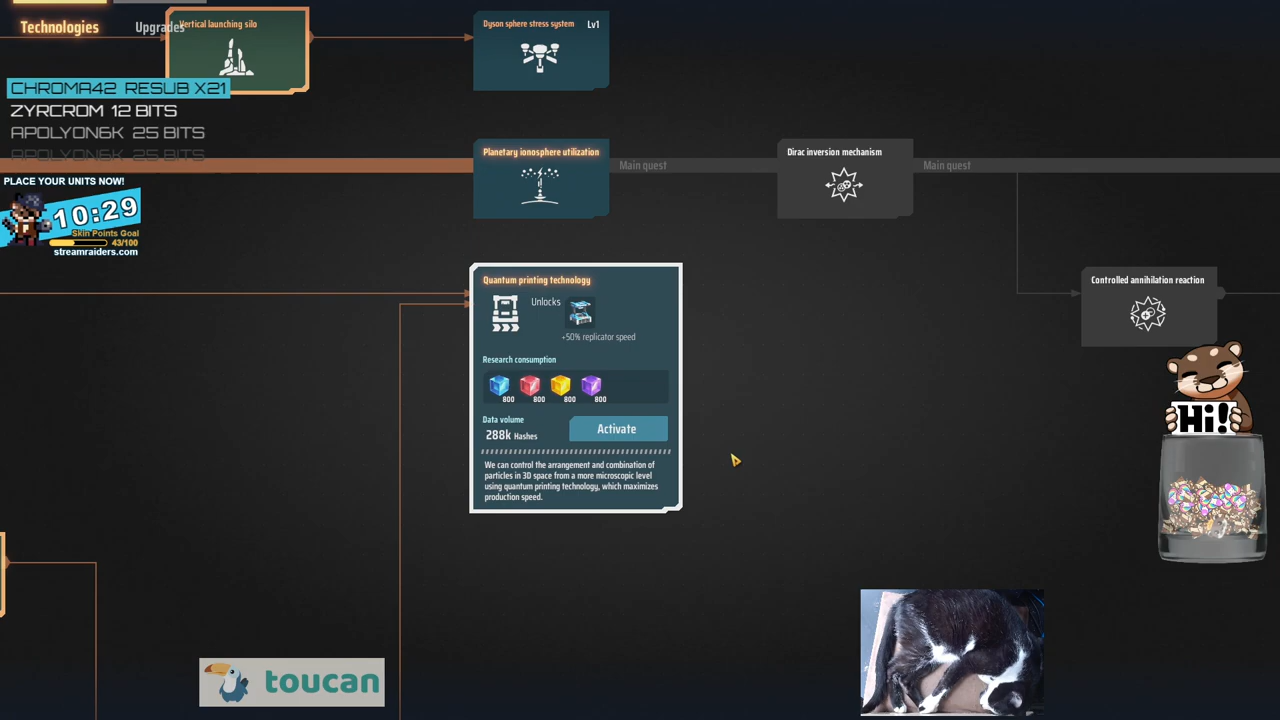 Technologies
Upgrades
Vertical launching silo
Dyson sphere stress system Lv1
CHROMA42 RESUB X21
ZYRCROM 12 BITS
APOLYON6K 25 BITS
APOLYON6K 25 BITS
Planetary ionosphere utilization
Main quest
Dirac inversion mechanism
Main quest
PLACE YOUR UNITS NOW!
10:29
Skin Points Goal
43/100
streamraiders.com
Quantum printing technology
Unlocks
+50% replicator speed
Research consumption
800 800 800 800
Data volume
288k Hashes
Activate
We can control the arrangement and combination of
particles in 3D space from a more microscopic level
using quantum printing technology, which maximizes
production speed.
Controlled annihilation reaction
Hi!
toucan